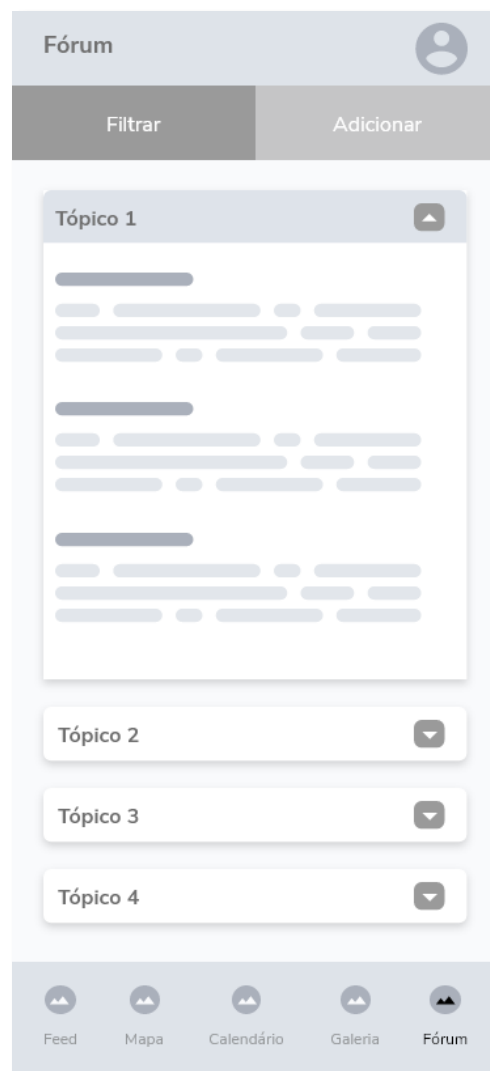 Fórum
Filtrar Adicionar
Tópico 1
Tópico 2
Tópico 3
Tópico 4
Feed Mapa Calendário Galeria Fórum